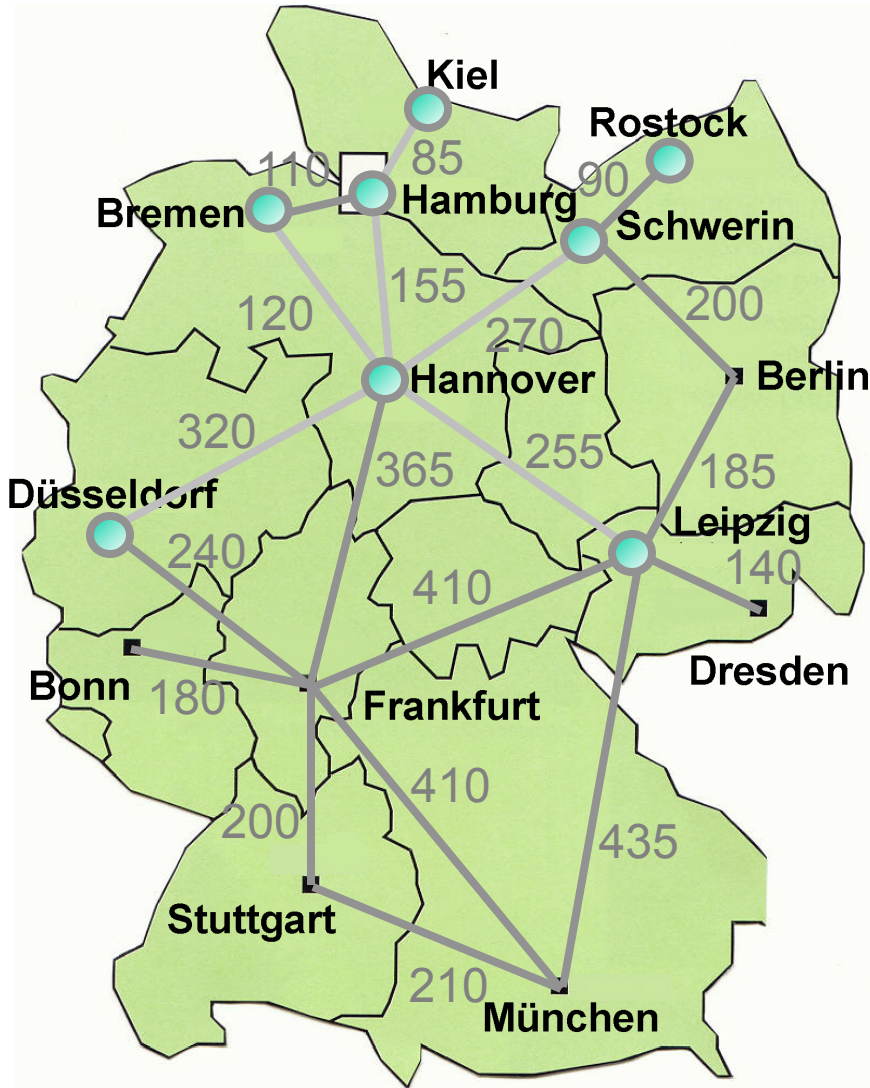 Kiel
Rostock
110
85
90
Bremen
Hamburg
Schwerin
155
200
120
270
Hannover
Berlin
320
365
255
185
Düsseldorf
Leipzig
240
410
140
Bonn
180
Dresden
Frankfurt
410
200
435
Stuttgart
210
München